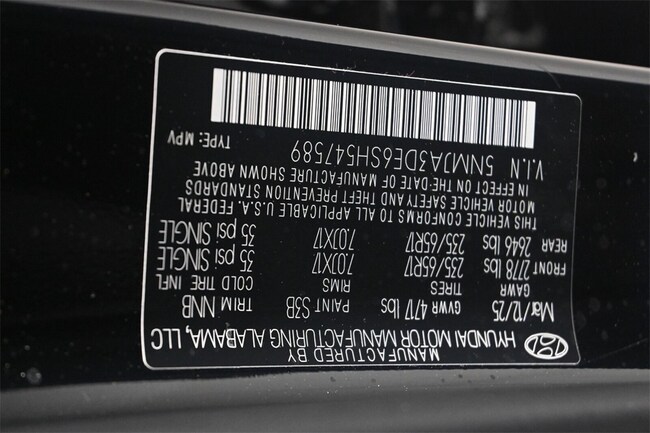 MANUFACTURED BY
HYUNDAI MOTOR MANUFACTURING ALABAMA, LLC
Mar/12/25 GVWR 4717 lbs PAINT S3B TRIM NNB
GAWR TIRES RIMS COLD TIRE INFL
FRONT 2778 lbs 235/65R17 7.0JX17 35 psi SINGLE
REAR 2646 lbs 235/65R17 7.0JX17 35 psi SINGLE
THIS VEHICLE CONFORMS TO ALL APPLICABLE U.S.A. FEDERAL
MOTOR VEHICLE SAFETY AND THEFT PREVENTION STANDARDS
IN EFFECT ON THE DATE OF MANUFACTURE SHOWN ABOVE
V.I.N 5NMJA3DE6SH547589 TYPE: MPV